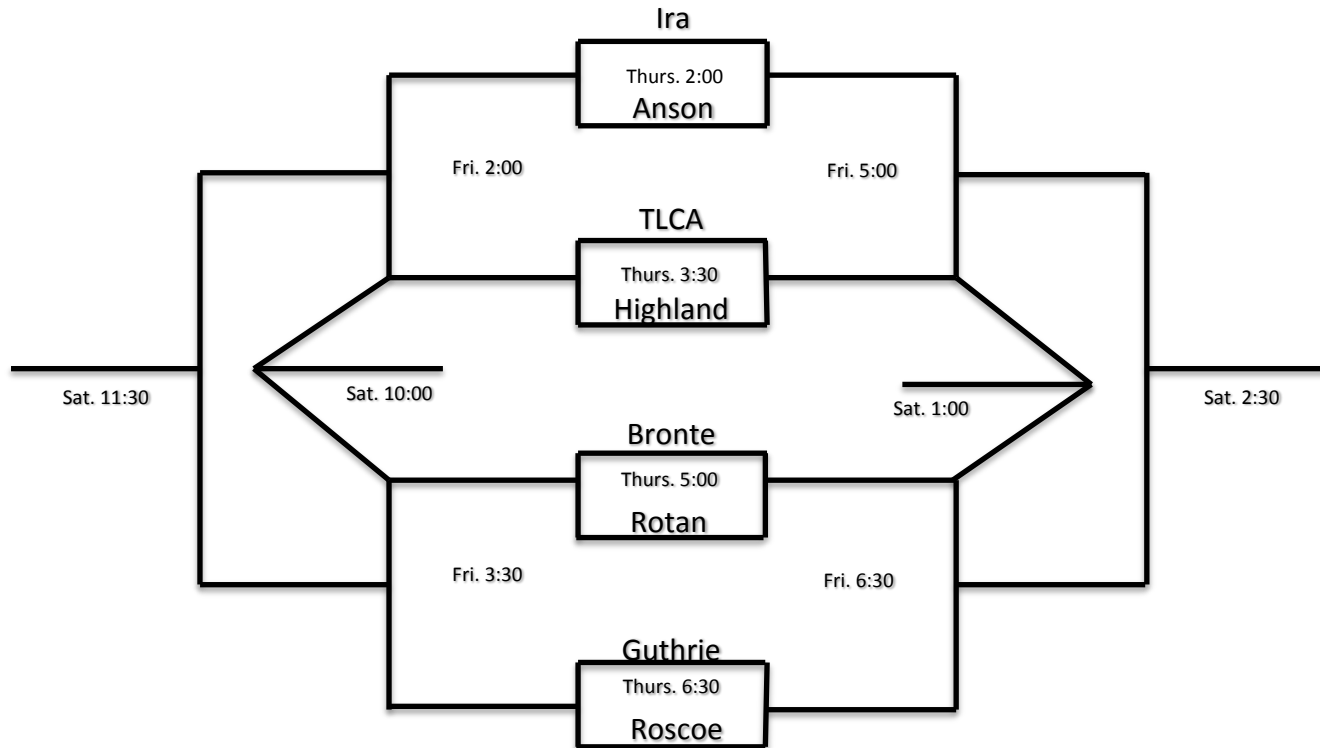 Ira
Thurs. 2:00
Anson
Fri. 2:00
Fri. 5:00
TLCA
Thurs. 3:30
Highland
Sat. 11:30
Sat. 10:00
Sat. 1:00
Sat. 2:30
Bronte
Thurs. 5:00
Rotan
Fri. 3:30
Fri. 6:30
Guthrie
Thurs. 6:30
Roscoe